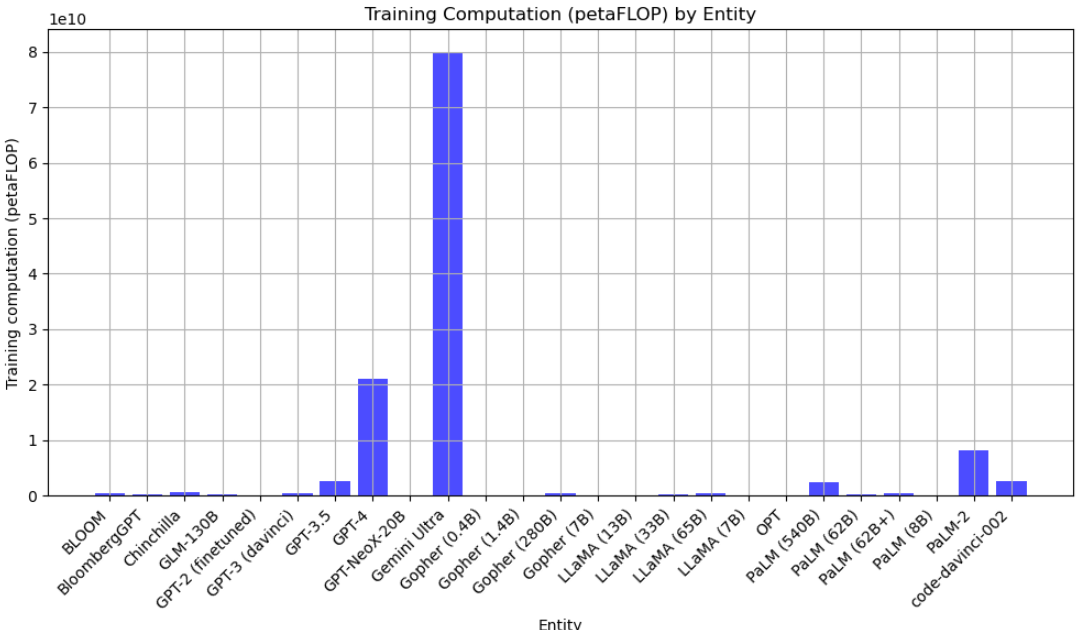 Training Computation (petaFLOP) by Entity
1e10
Training computation (petaFLOP)
8
7
6
5
4
3
2
1
0
BLOOM
BloombergGPT
Chinchilla
GLM-130B
GPT-2 (finetuned)
GPT-3 (davinci)
GPT-3.5
GPT-4
GPT-NeoX-20B
Gemini Ultra
Gopher (0.4B)
Gopher (1.4B)
Gopher (280B)
Gopher (7B)
LLaMA (13B)
LLaMA (33B)
LLaMA (65B)
LLaMA (7B)
OPT
PaLM (540B)
PaLM (62B)
PaLM (62B+)
PaLM (8B)
PaLM-2
code-davinci-002
Entity